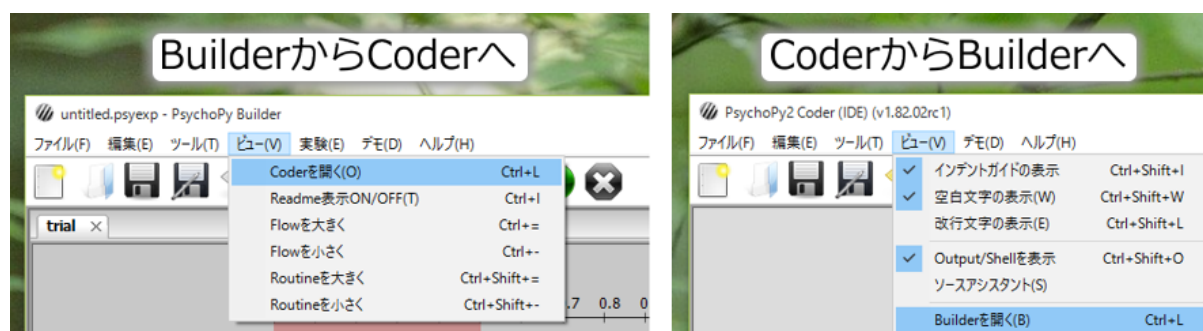 BuilderからCoderへ
untitled.psyexp - PsychoPy Builder
ファイル(F) 編集(E) ツール(T) ビュー(V) 実験(E) デモ(D) ヘルプ(H)
Coderを開く(O) Ctrl+L
Readme表示ON/OFF(T) Ctrl+I
Flowを大きく Ctrl+=
Flowを小さく Ctrl+-
Routineを大きく Ctrl+Shift+=
Routineを小さく Ctrl+Shift+-
trial
.7 0.8 0
CoderからBuilderへ
PsychoPy2 Coder (IDE) (v1.82.02rc1)
ファイル(F) 編集(E) ツール(T) ビュー(V) デモ(D) ヘルプ(H)
インデントガイドの表示 Ctrl+Shift+I
空白文字の表示(W) Ctrl+Shift+W
改行文字の表示(E) Ctrl+Shift+L
Output/Shellを表示 Ctrl+Shift+O
ソースアシスタント(S)
Builderを開く(B) Ctrl+L